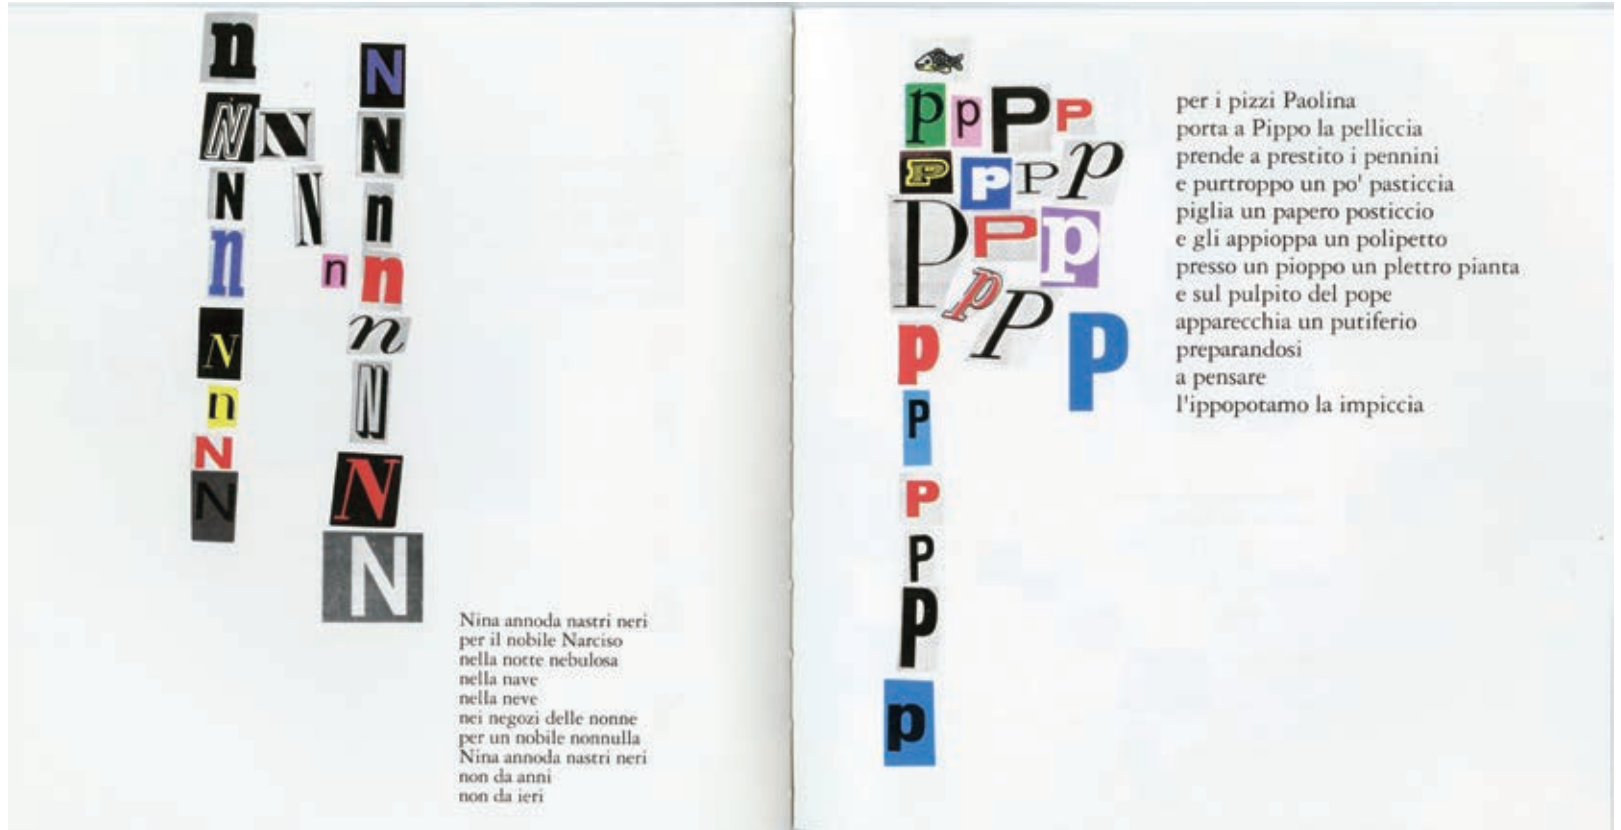 n N
N N N
N N n
n n n
N n
n N
N N
N N
Nina annoda nastri neri
per il nobile Narciso
nella notte nebulosa
nella nave
nella neve
nei negozi delle nonne
per un nobile nonnulla
Nina annoda nastri neri
non da anni
non da ieri
p p P P
P p P p
P P p
p P P
p
P
P
P
P
p
per i pizzi Paolina
porta a Pippo la pelliccia
prende a prestito i pennini
e purtroppo un po' pasticcia
piglia un papero posticcio
e gli appioppa un polipetto
presso un pioppo un plettro pianta
e sul pulpito del pope
apparecchia un putiferio
preparandosi
a pensare
l'ippopotamo la impiccia